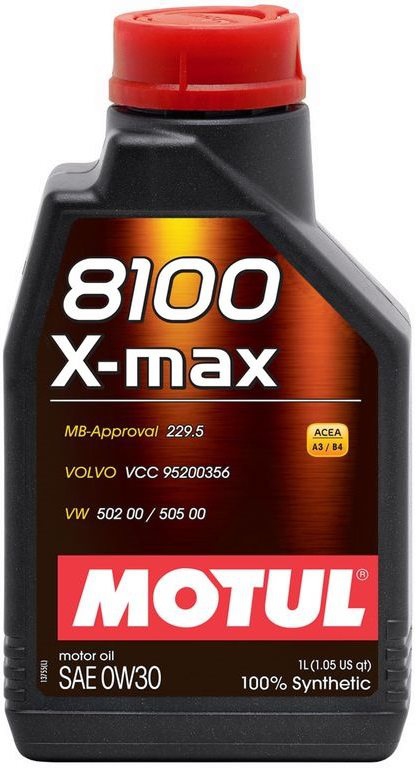 8100
X-max
MB-Approval 229.5
ACEA
A3 / B4
VOLVO VCC 95200356
VW 502 00 / 505 00
MOTUL®
motor oil
SAE 0W30
1L (1.05 US qt)
100% Synthetic